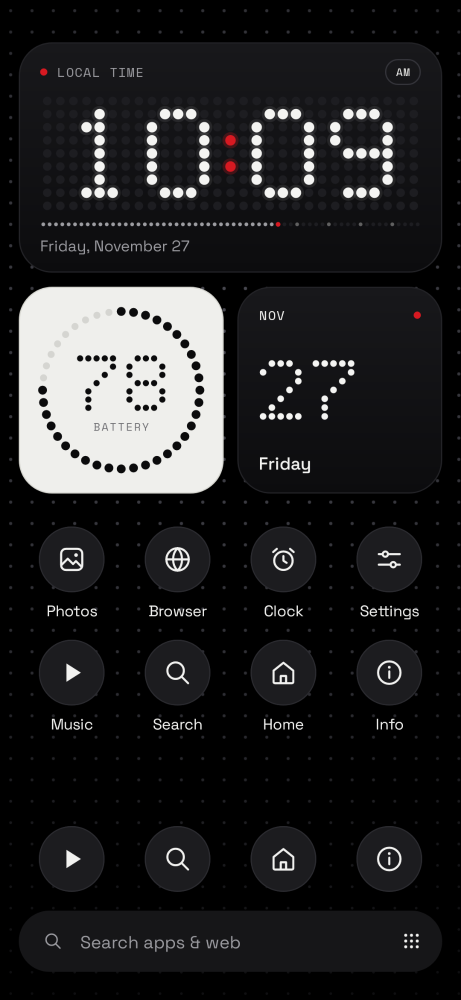 LOCAL TIME
AM
10:09
Friday, November 27
78
BATTERY
NOV
27
Friday
Photos
Browser
Clock
Settings
Music
Search
Home
Info
Search apps & web